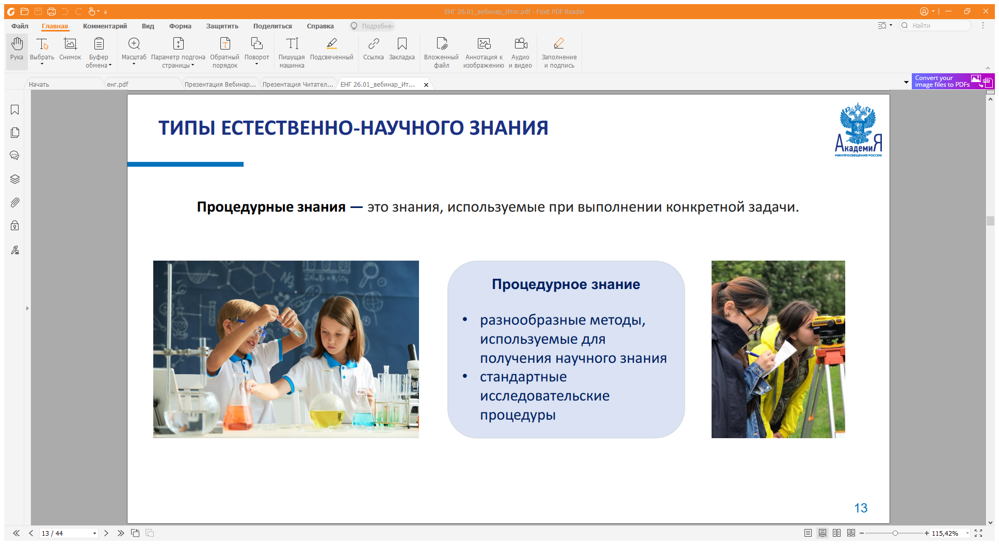 ЕНГ 26.01_вебинар_Итог.pdf - Foxit PDF Reader
Файл Главная Комментарий Вид Форма Защитить Поделиться Справка Подробнее Найти
Рука Выбрать Снимок Буфер обмена Масштаб Параметр подгона страницы Обратный порядок Поворот Пишущая машинка Подсвеченный Ссылка Закладка Вложенный файл Аннотация к изображению Аудио и видео Заполнение и подпись
Начать енг.pdf Презентация Вебинар... Презентация Читател... ЕНГ 26.01_вебинар_Ит...
Convert your
image files to PDFs
PDF
ТИПЫ ЕСТЕСТВЕННО-НАУЧНОГО ЗНАНИЯ
АкадемиЯ
МИНПРОСВЕЩЕНИЯ РОССИИ
Процедурные знания — это знания, используемые при выполнении конкретной задачи.
Процедурное знание
• разнообразные методы,
используемые для
получения научного знания
• стандартные
исследовательские
процедуры
13
13 / 44
115,42%